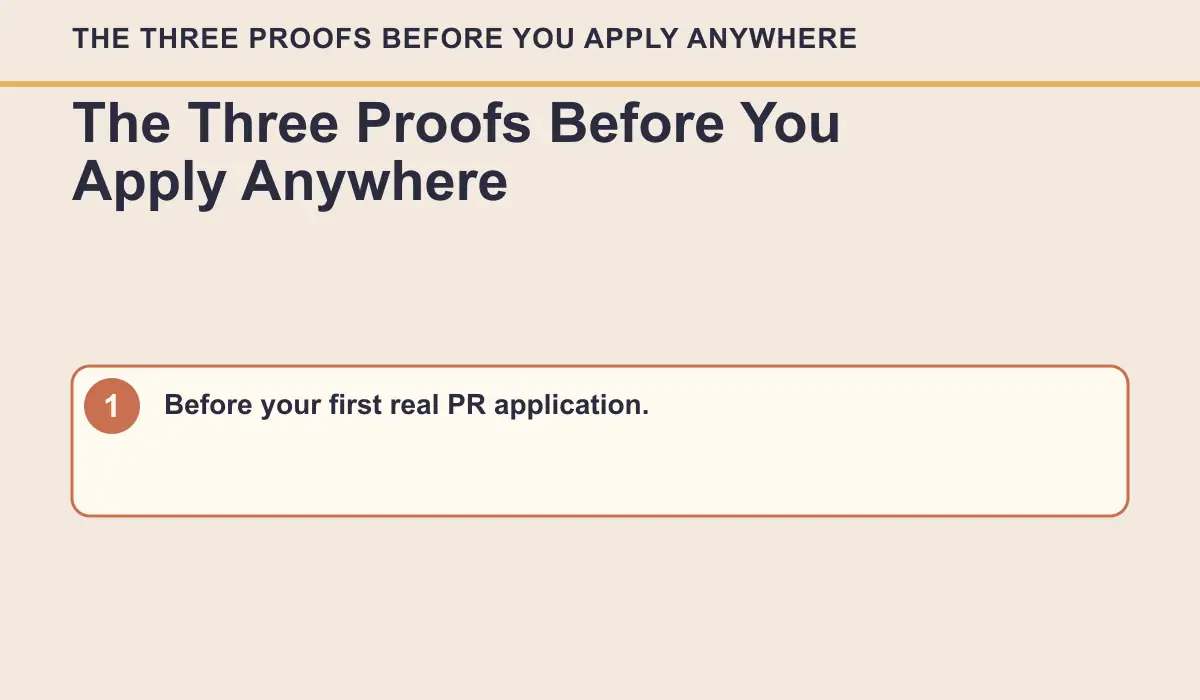 THE THREE PROOFS BEFORE YOU APPLY ANYWHERE
The Three Proofs Before You
Apply Anywhere
1 Before your first real PR application.